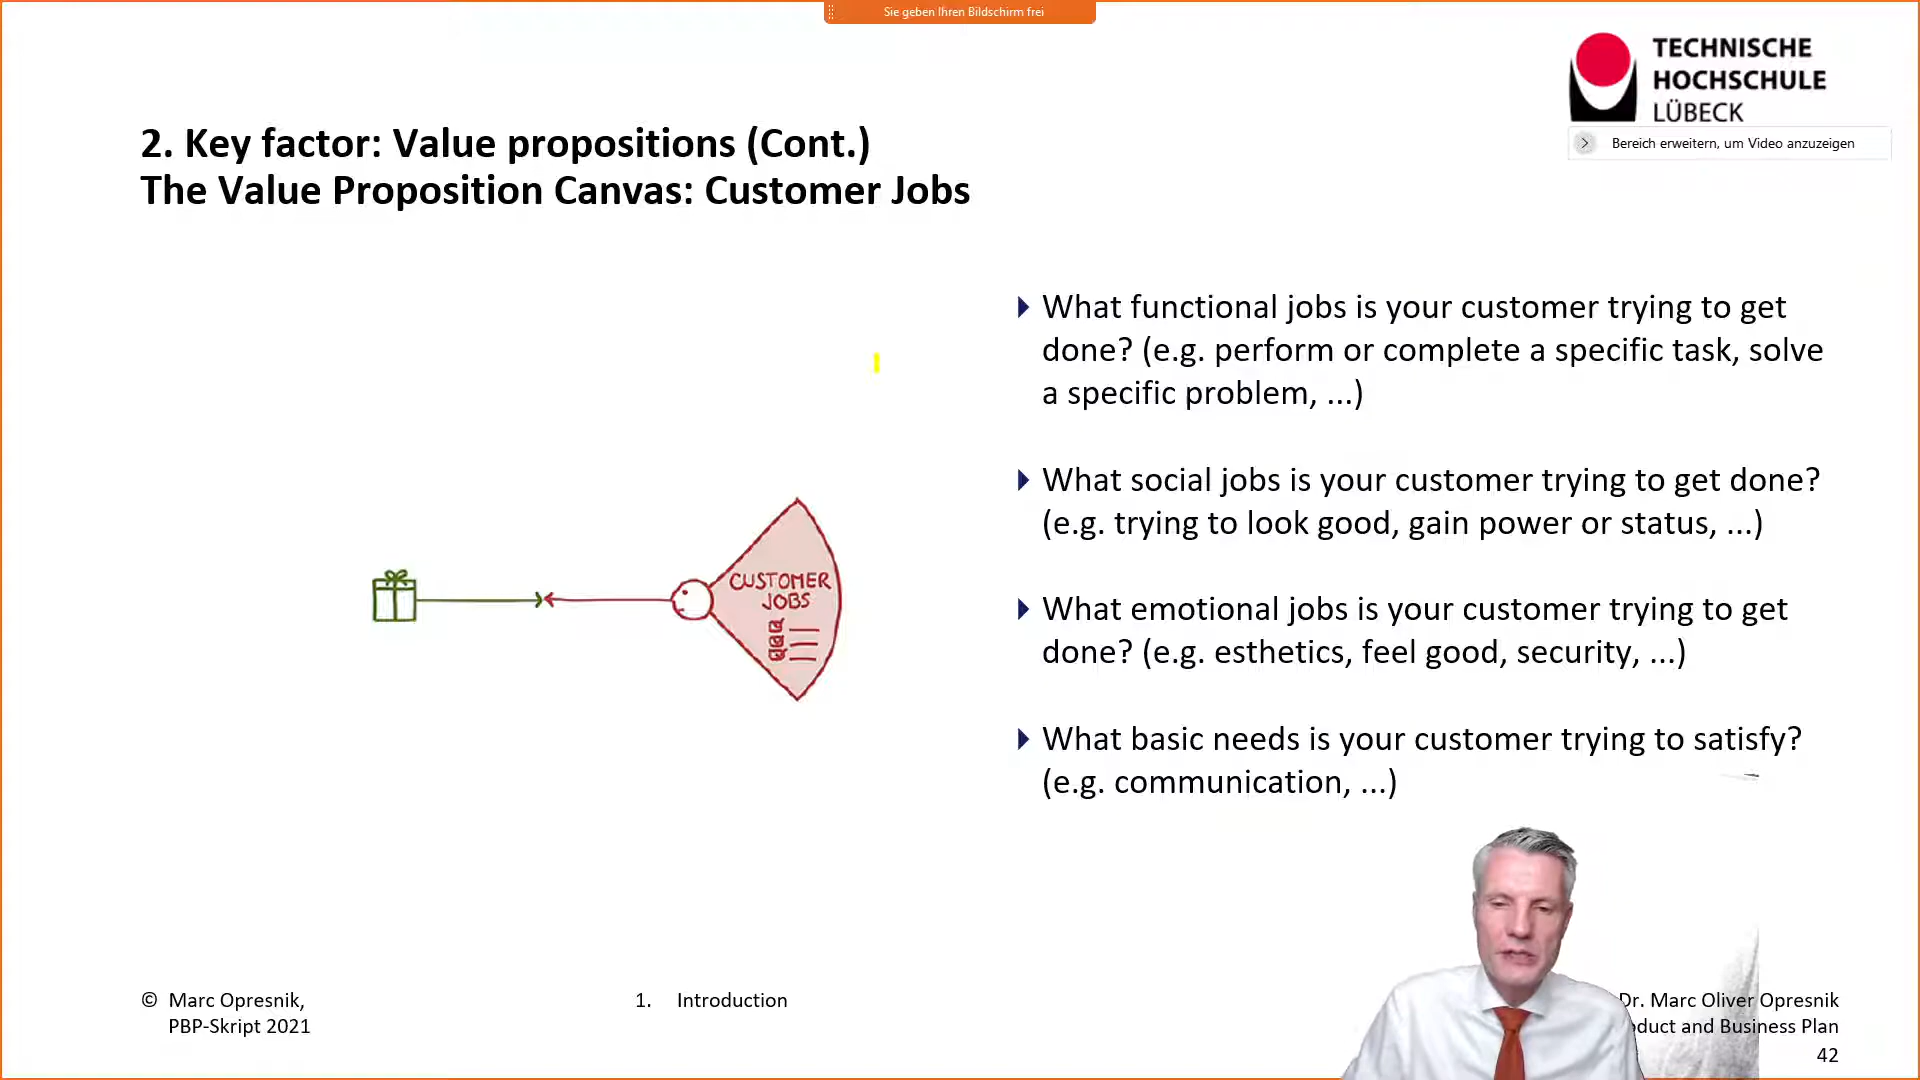 Sie geben Ihren Bildschirm frei
TECHNISCHE
HOCHSCHULE
LÜBECK
Bereich erweitern, um Video anzuzeigen
2. Key factor: Value propositions (Cont.)
The Value Proposition Canvas: Customer Jobs
What functional jobs is your customer trying to get
done? (e.g. perform or complete a specific task, solve
a specific problem, ...)
What social jobs is your customer trying to get done?
(e.g. trying to look good, gain power or status, ...)
What emotional jobs is your customer trying to get
done? (e.g. esthetics, feel good, security, ...)
What basic needs is your customer trying to satisfy?
(e.g. communication, ...)
CUSTOMER
JOBS
© Marc Opresnik,
PBP-Skript 2021
1. Introduction
Dr. Marc Oliver Opresnik
and Business Plan
42